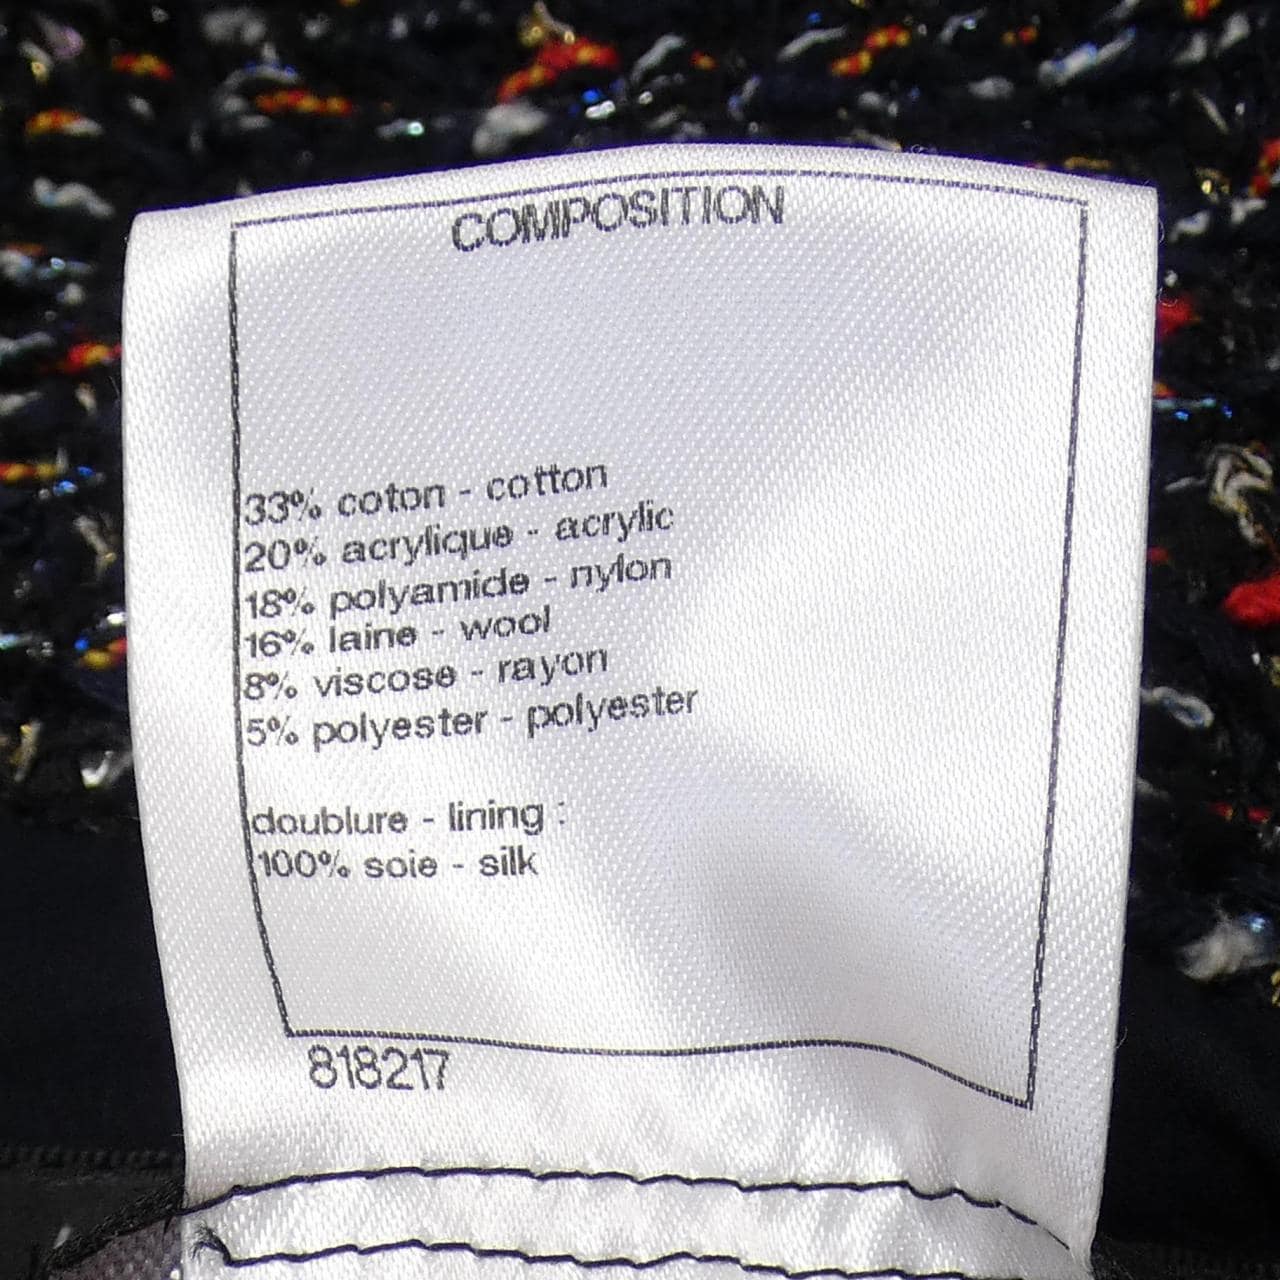 COMPOSITION
33% coton - cotton
20% acrylique - acrylic
18% polyamide - nylon
16% laine - wool
8% viscose - rayon
5% polyester - polyester
doublure - lining :
100% soie - silk
818217